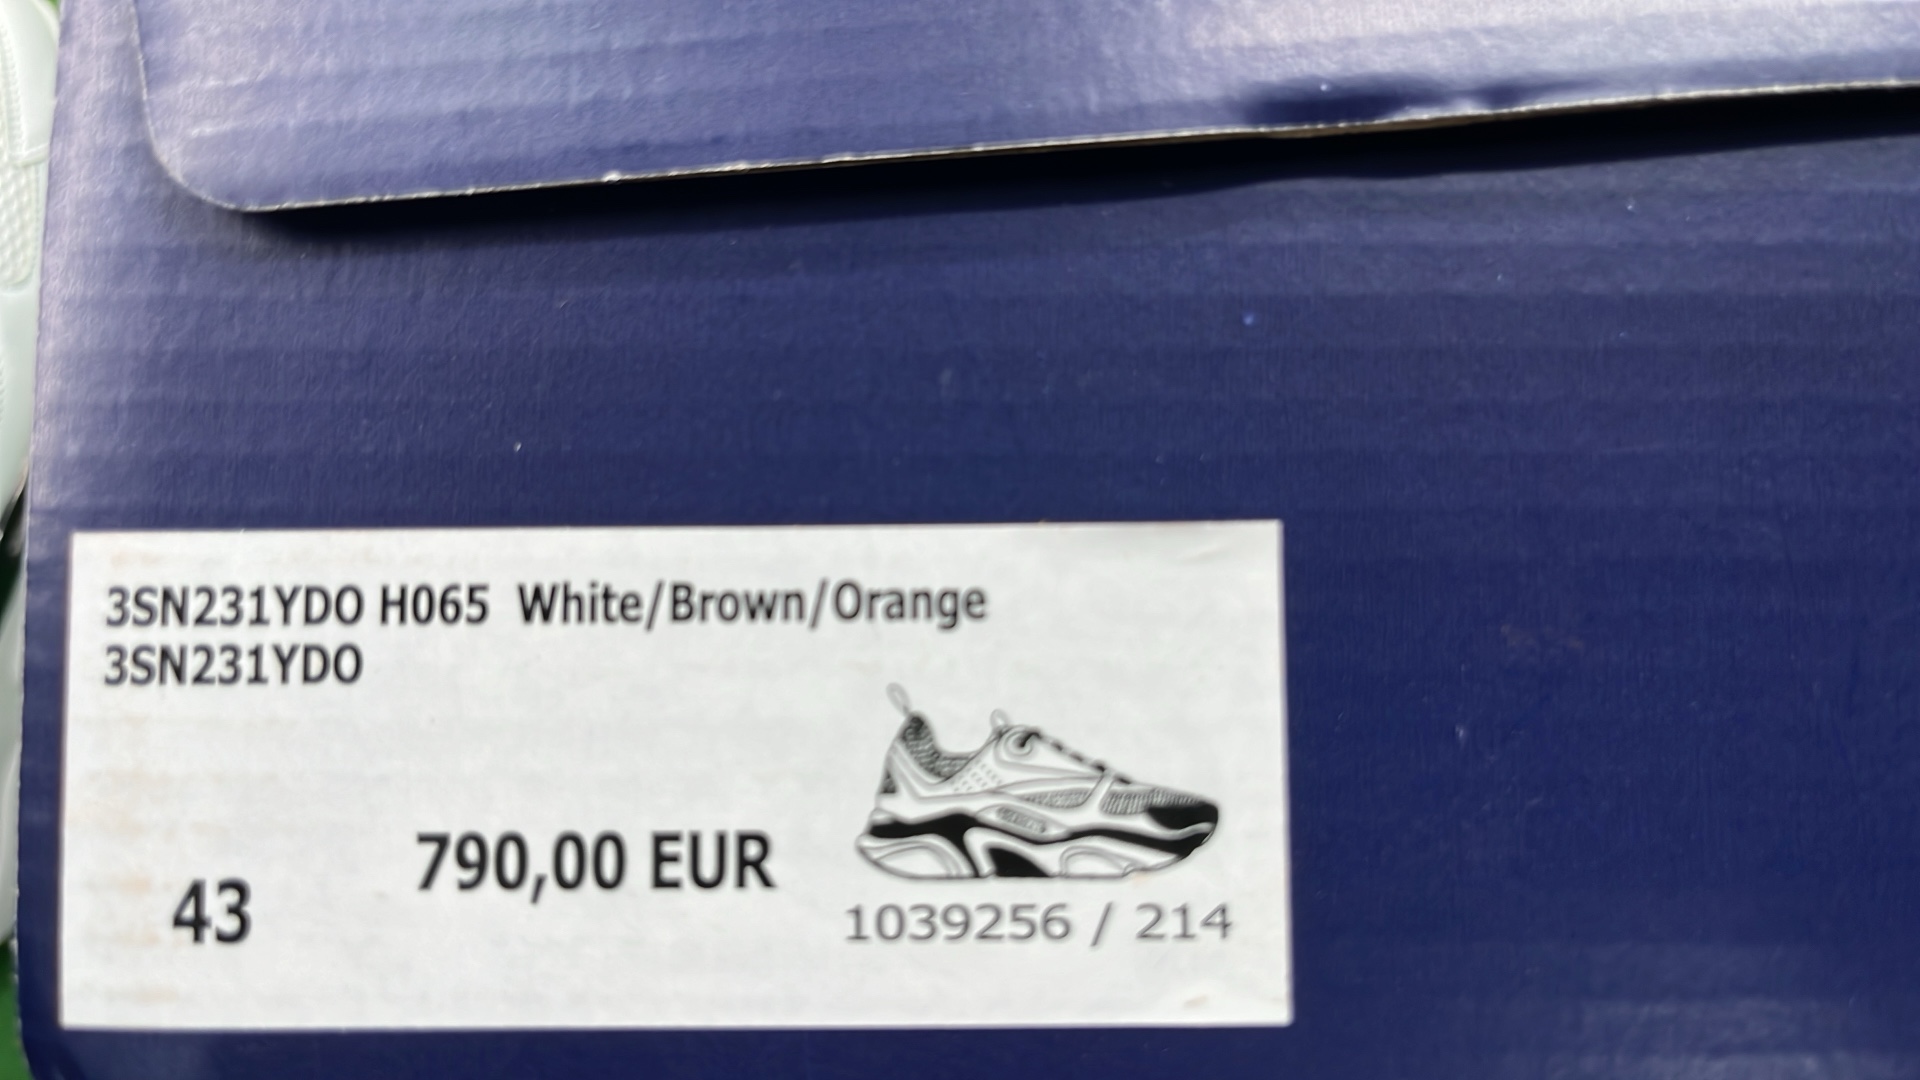 3SN231YDO H065 White/Brown/Orange
3SN231YDO
790,00 EUR
43
1039256 / 214